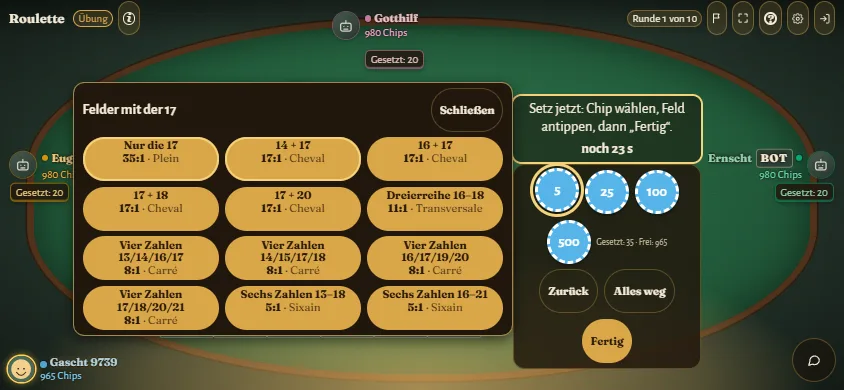 Roulette
Übung
Gotthilf
980 Chips
Gesetzt: 20
Runde 1 von 10
Felder mit der 17
Schließen
Nur die 17
35:1 · Plein
14 + 17
17:1 · Cheval
16 + 17
17:1 · Cheval
17 + 18
17:1 · Cheval
17 + 20
17:1 · Cheval
Dreierreihe 16–18
11:1 · Transversale
Vier Zahlen
13/14/16/17
8:1 · Carré
Vier Zahlen
14/15/17/18
8:1 · Carré
Vier Zahlen
16/17/19/20
8:1 · Carré
Vier Zahlen
17/18/20/21
8:1 · Carré
Sechs Zahlen 13–18
5:1 · Sixain
Sechs Zahlen 16–21
5:1 · Sixain
Setz jetzt: Chip wählen, Feld
antippen, dann „Fertig“.
noch 23 s
5
25
100
500
Gesetzt: 35 · Frei: 965
Zurück
Alles weg
Fertig
Eug
980 Ch
Gesetzt: 20
Ernscht BOT
980 Chips
Gesetzt: 20
Gascht 9739
965 Chips